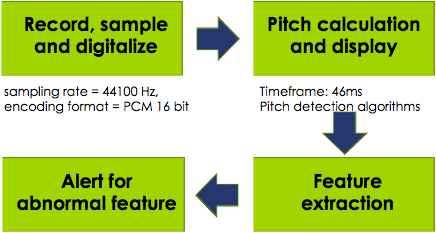 Record, sample
and digitalize
Pitch calculation
and display
sampling rate = 44100 Hz,
encoding format = PCM 16 bit
Timeframe: 46ms
Pitch detection algorithms
Alert for
abnormal feature
Feature
extraction